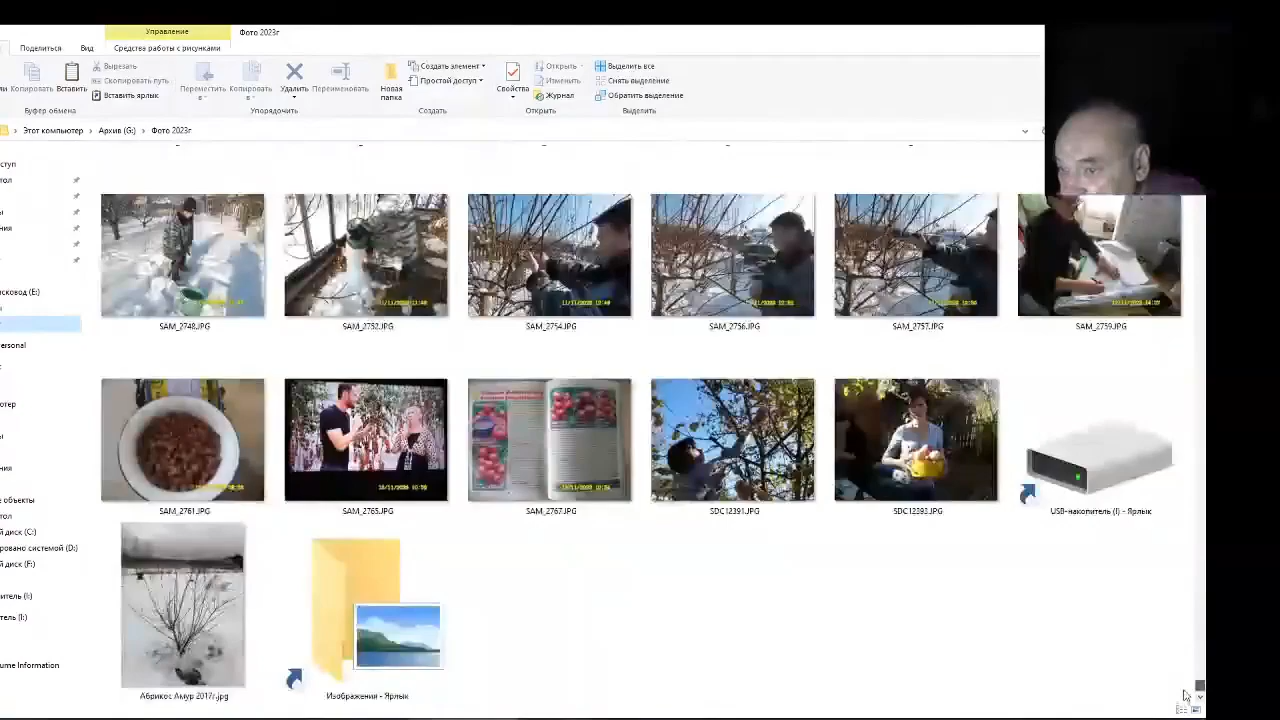 Управление
Фото 2023г
Поделиться
Вид
Средства работы с рисунками
Копировать
Вставить
Вырезать
Скопировать путь
Вставить ярлык
Буфер обмена
Переместить в
Копировать в
Удалить
Переименовать
Упорядочить
Новая папка
Создать элемент
Простой доступ
Создать
Свойства
Открыть
Изменить
Журнал
Открыть
Выделить все
Снять выделение
Обратить выделение
Выделить
Этот компьютер
Архив (G:)
Фото 2023г
ступ
тол
ы
ния
исковод (E:)
ersonal
ютер
ы
ния
е объекты
тол
й диск (C:)
ировано системой (D:)
й диск (F:)
итель (I:)
тель (I:)
ume Information
SAM_2748.JPG
SAM_2752.JPG
SAM_2754.JPG
SAM_2756.JPG
SAM_2757.JPG
SAM_2759.JPG
SAM_2761.JPG
SAM_2765.JPG
SAM_2767.JPG
SDC12391.JPG
SDC12393.JPG
USB-накопитель (I) - Ярлык
Абрикос Амур 2017г.jpg
Изображения - Ярлык